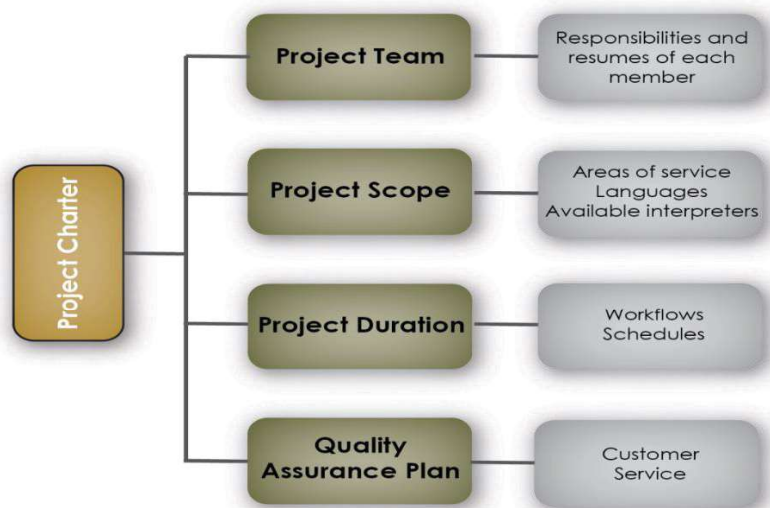 Project Charter
Project Team
Responsibilities and
resumes of each
member
Project Scope
Areas of service
Languages
Available interpreters
Project Duration
Workflows
Schedules
Quality
Assurance Plan
Customer
Service